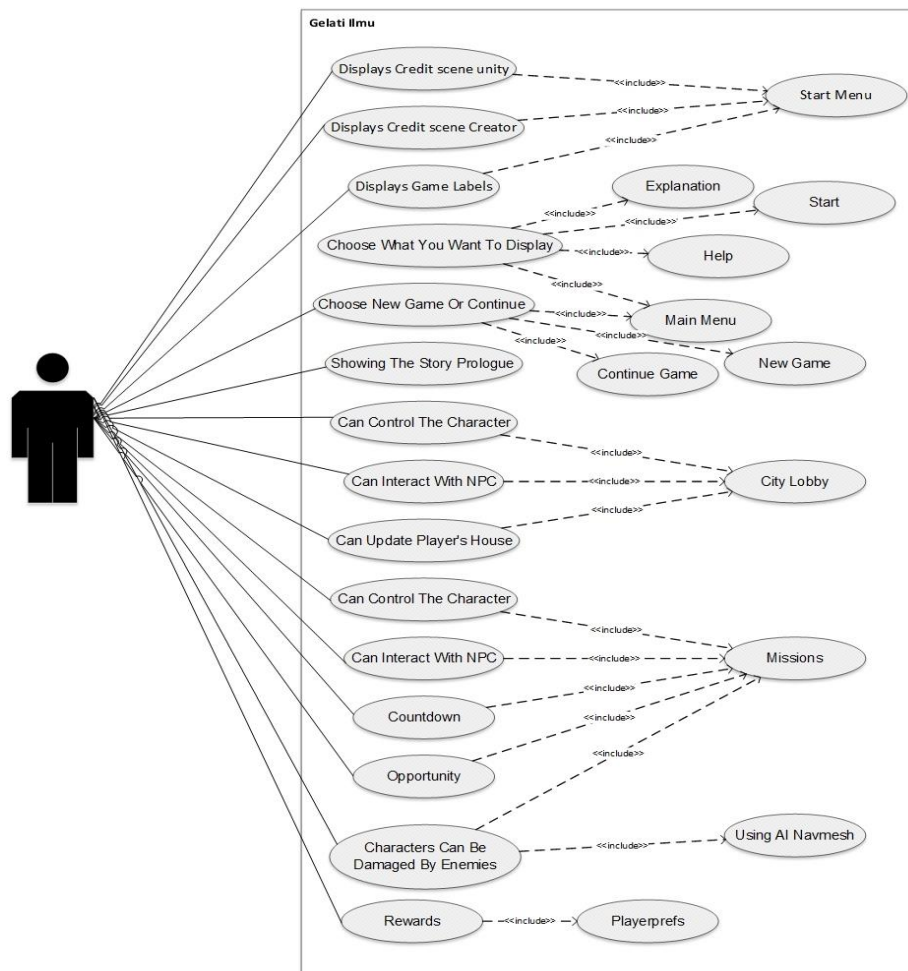 Gelati Ilmu
Displays Credit scene unity
<<include>>
Start Menu
Displays Credit scene Creator
<<include>>
Displays Game Labels
<<include>>
Explanation
<<include>>
Start
<<include>>
Choose What You Want To Display
<<include>>
Help
<<include>>
Choose New Game Or Continue
<<include>>
Main Menu
<<include>>
New Game
<<include>>
Continue Game
Showing The Story Prologue
Can Control The Character
<<include>>
Can Interact With NPC
<<include>>
City Lobby
Can Update Player's House
<<include>>
Can Control The Character
<<include>>
Can Interact With NPC
<<include>>
Missions
Countdown
<<include>>
Opportunity
<<include>>
<<include>>
Characters Can Be
Damaged By Enemies
<<include>>
Using AI Navmesh
Rewards
<<include>>
Playerprefs